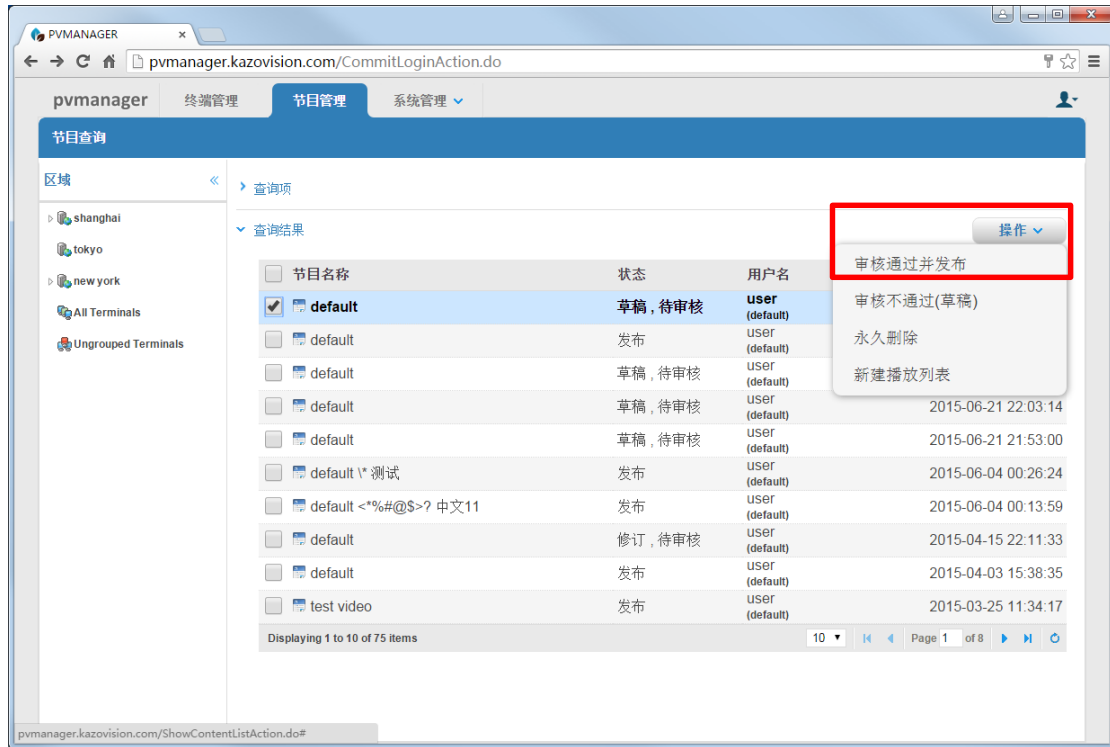 PVMANAGER
pvmanager.kazovision.com/CommitLoginAction.do
pvmanager 终端管理 节目管理 系统管理
节目查询
区域
shanghai
tokyo
new york
All Terminals
Ungrouped Terminals
查询项
查询结果
操作
审核通过并发布
审核不通过(草稿)
永久删除
新建播放列表
节目名称 状态 用户名
default 草稿 , 待审核 user (default)
default 发布 user (default)
default 草稿 , 待审核 user (default)
default 草稿 , 待审核 user (default) 2015-06-21 22:03:14
default 草稿 , 待审核 user (default) 2015-06-21 21:53:00
default \* 测试 发布 user (default) 2015-06-04 00:26:24
default <*%#@$>? 中文11 发布 user (default) 2015-06-04 00:13:59
default 修订 , 待审核 user (default) 2015-04-15 22:11:33
default 发布 user (default) 2015-04-03 15:38:35
test video 发布 user (default) 2015-03-25 11:34:17
Displaying 1 to 10 of 75 items 10 Page 1 of 8
pvmanager.kazovision.com/ShowContentListAction.do#